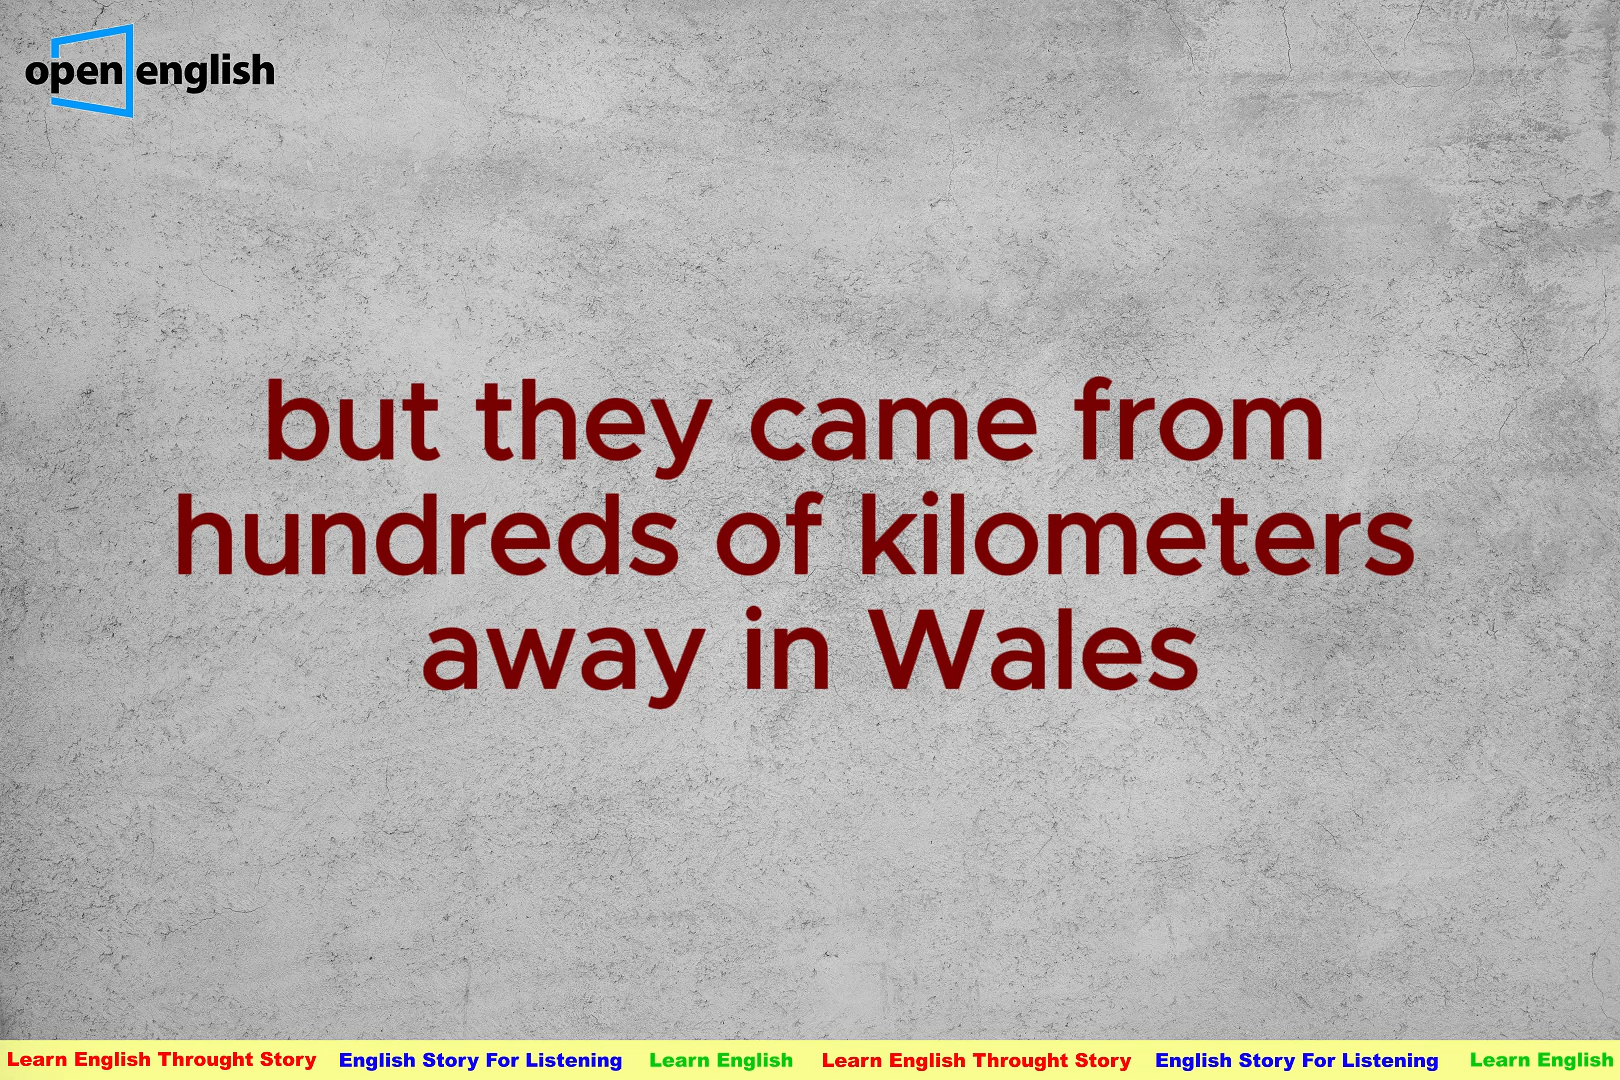 open english
but they came from
hundreds of kilometers
away in Wales
Learn English Throught Story English Story For Listening Learn English Learn English Throught Story English Story For Listening Learn English